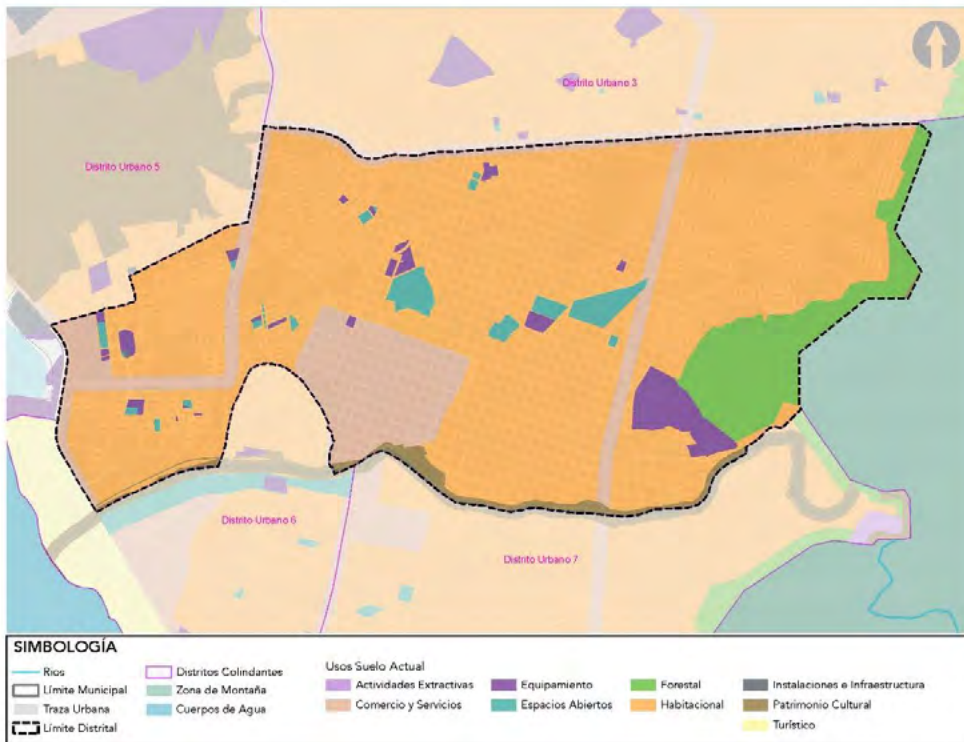 Distrito Urbano 3
Distrito Urbano 5
Distrito Urbano 6
Distrito Urbano 7
SIMBOLOGÍA
Rios
Límite Municipal
Traza Urbana
Límite Distrital
Distritos Colindantes
Zona de Montaña
Cuerpos de Agua
Usos Suelo Actual
Actividades Extractivas
Comercio y Servicios
Equipamiento
Espacios Abiertos
Forestal
Habitacional
Instalaciones e Infraestructura
Patrimonio Cultural
Turístico